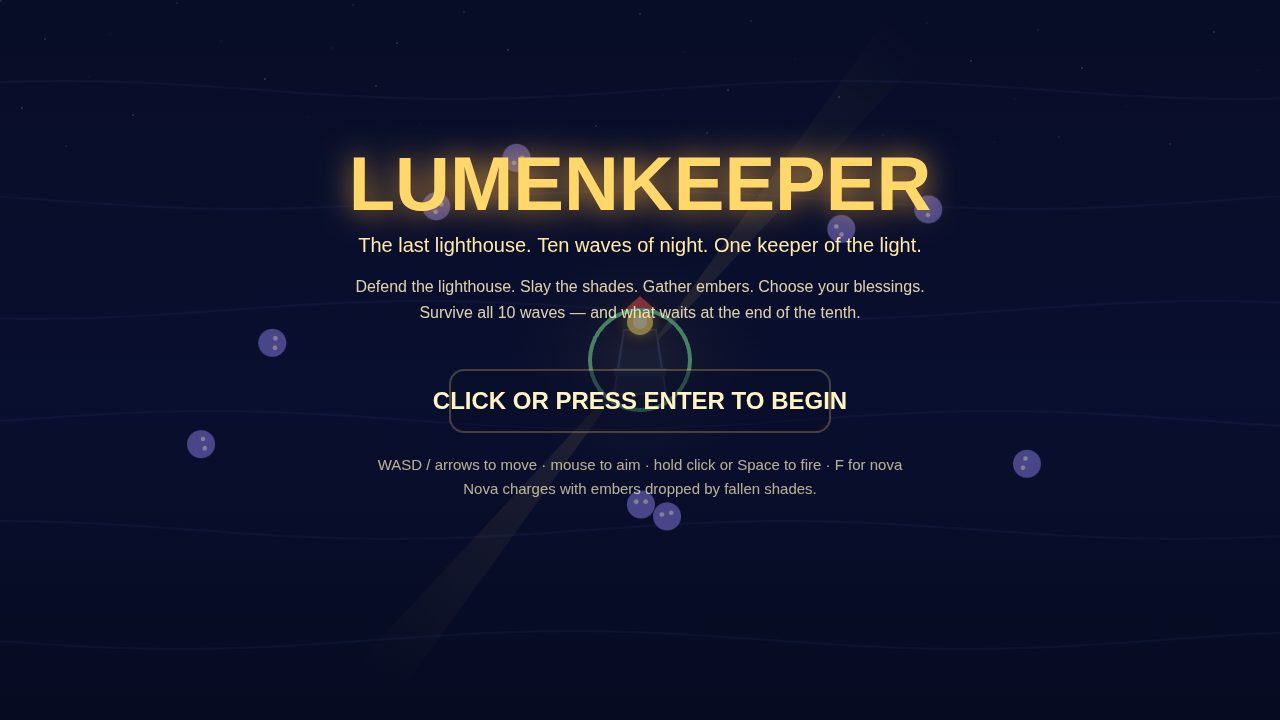 LUMENKEEPER
The last lighthouse. Ten waves of night. One keeper of the light.
Defend the lighthouse. Slay the shades. Gather embers. Choose your blessings.
Survive all 10 waves — and what waits at the end of the tenth.
CLICK OR PRESS ENTER TO BEGIN
WASD / arrows to move · mouse to aim · hold click or Space to fire · F for nova
Nova charges with embers dropped by fallen shades.